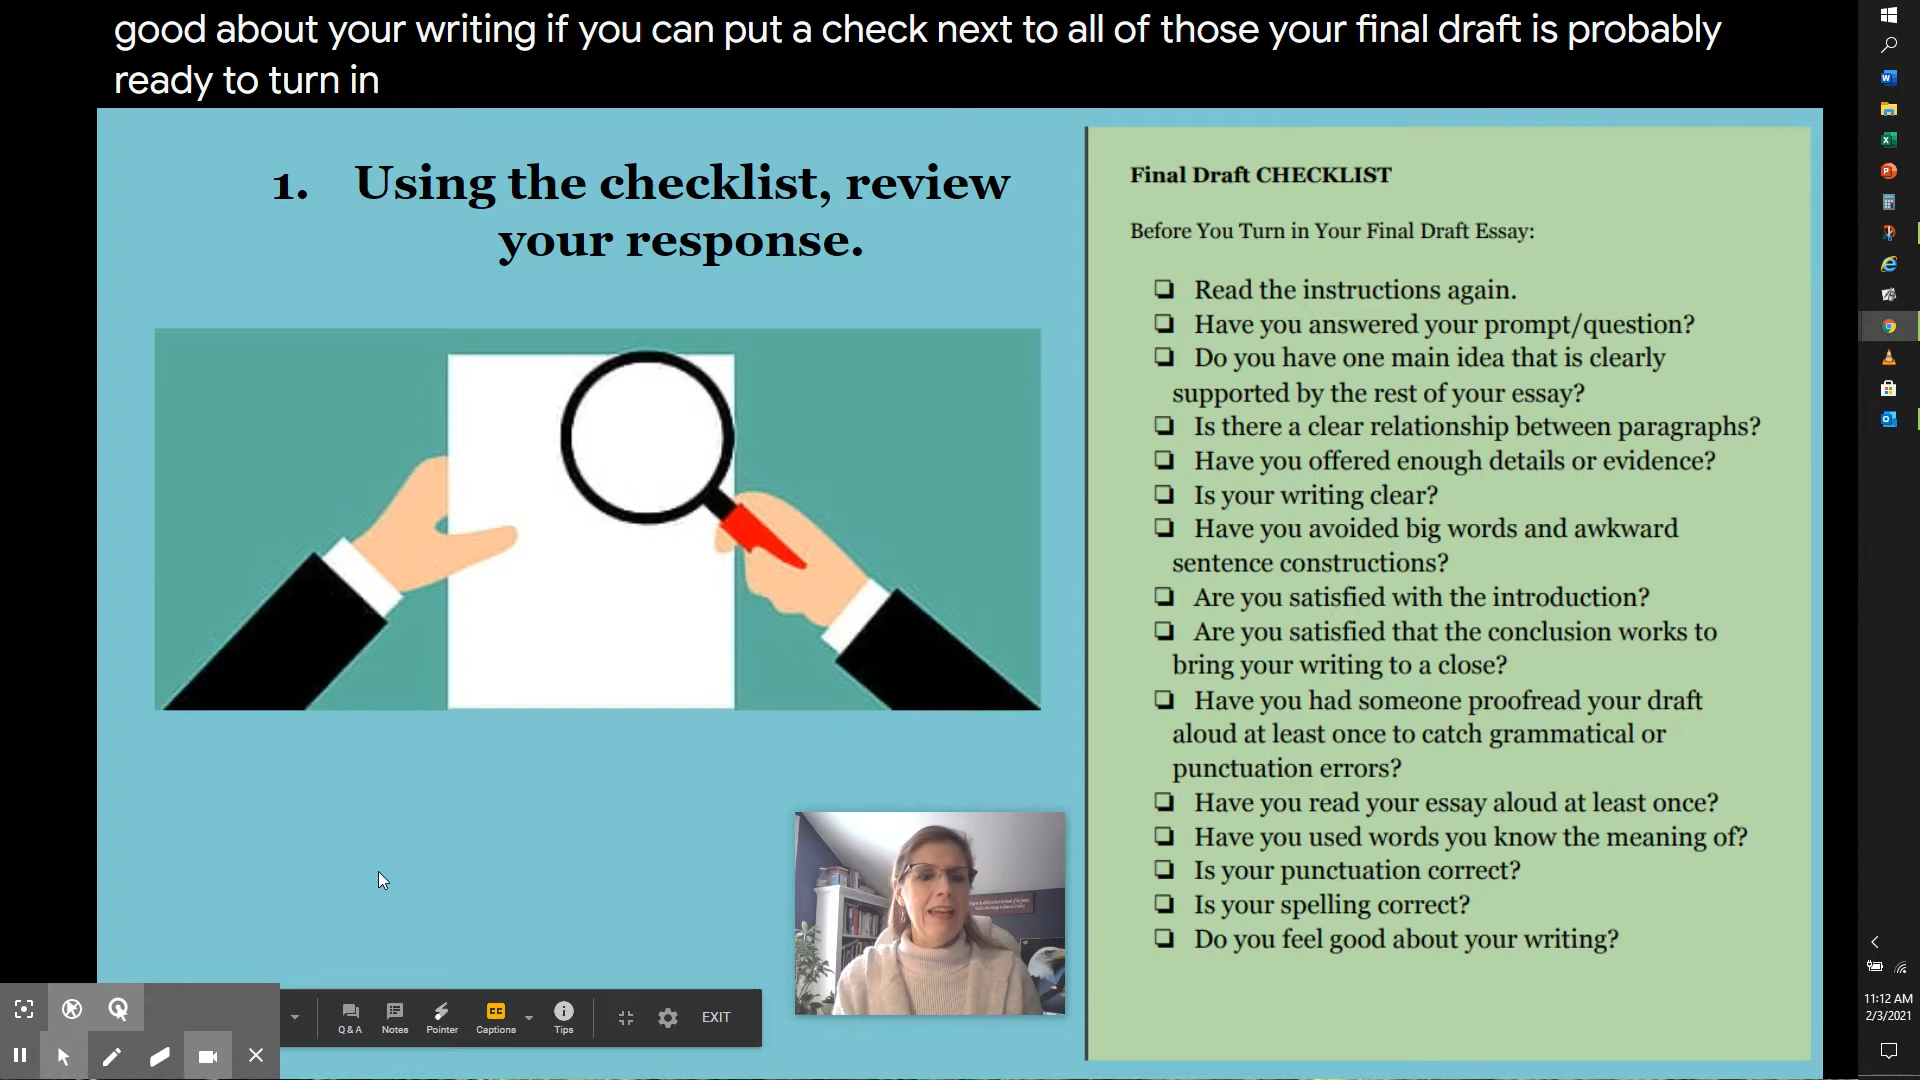 good about your writing if you can put a check next to all of those your final draft is probably
ready to turn in
1. Using the checklist, review
your response.
Final Draft CHECKLIST
Before You Turn in Your Final Draft Essay:
❏ Read the instructions again.
❏ Have you answered your prompt/question?
❏ Do you have one main idea that is clearly
supported by the rest of your essay?
❏ Is there a clear relationship between paragraphs?
❏ Have you offered enough details or evidence?
❏ Is your writing clear?
❏ Have you avoided big words and awkward
sentence constructions?
❏ Are you satisfied with the introduction?
❏ Are you satisfied that the conclusion works to
bring your writing to a close?
❏ Have you had someone proofread your draft
aloud at least once to catch grammatical or
punctuation errors?
❏ Have you read your essay aloud at least once?
❏ Have you used words you know the meaning of?
❏ Is your punctuation correct?
❏ Is your spelling correct?
❏ Do you feel good about your writing?
Q & A
Notes
Pointer
CC
Captions
Tips
EXIT
11:12 AM
2/3/2021